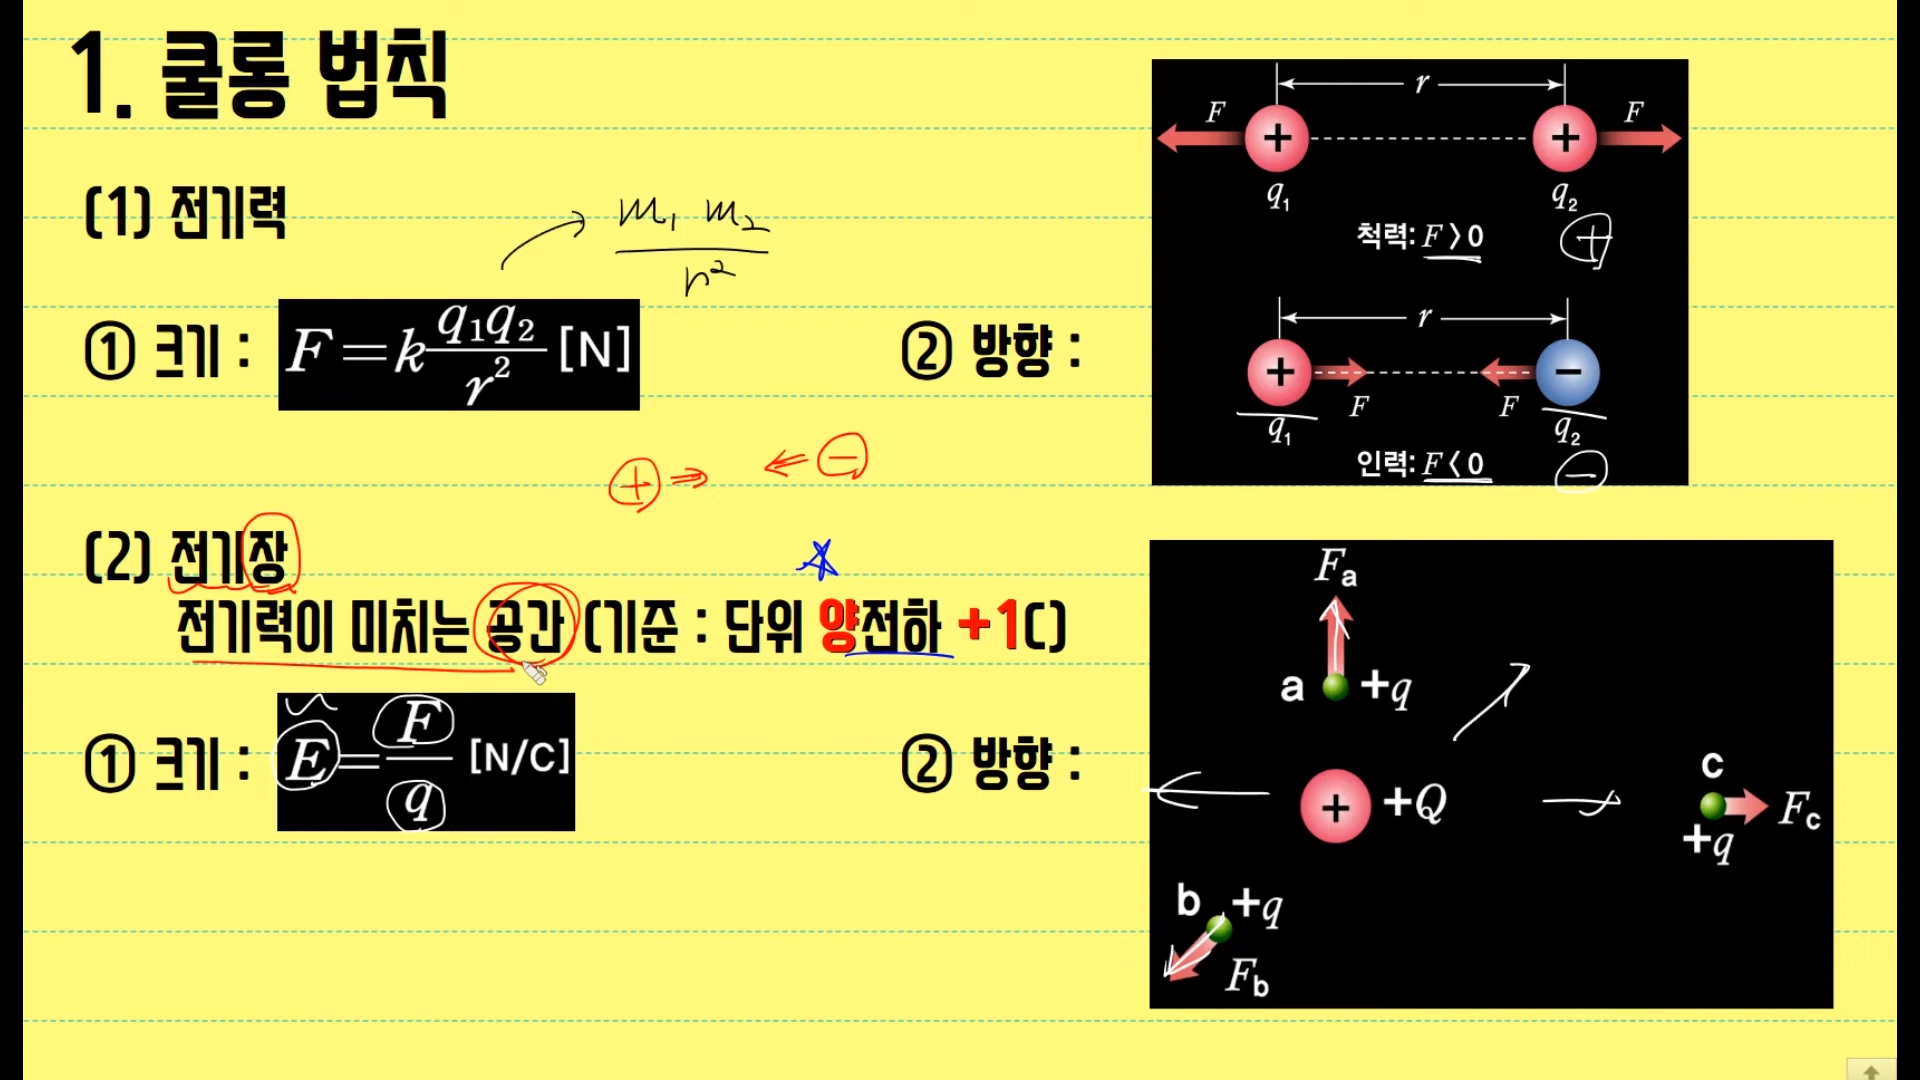 1. 쿨롱 법칙
(1) 전기력
m₁ m₂
r²
① 크기 : F=k q₁q₂/r² [N]
② 방향 :
r
F + + F
q₁ q₂
척력: F > 0 +
r
+ F F −
q₁ q₂
인력: F < 0 −
+ ⇒ ⇐ −
(2) 전기장
전기력이 미치는 공간 (기준 : 단위 양전하 +1C)
① 크기 : E=F/q [N/C]
② 방향 :
Fa
a +q
+ +Q
c
Fc
+q
b +q
Fb